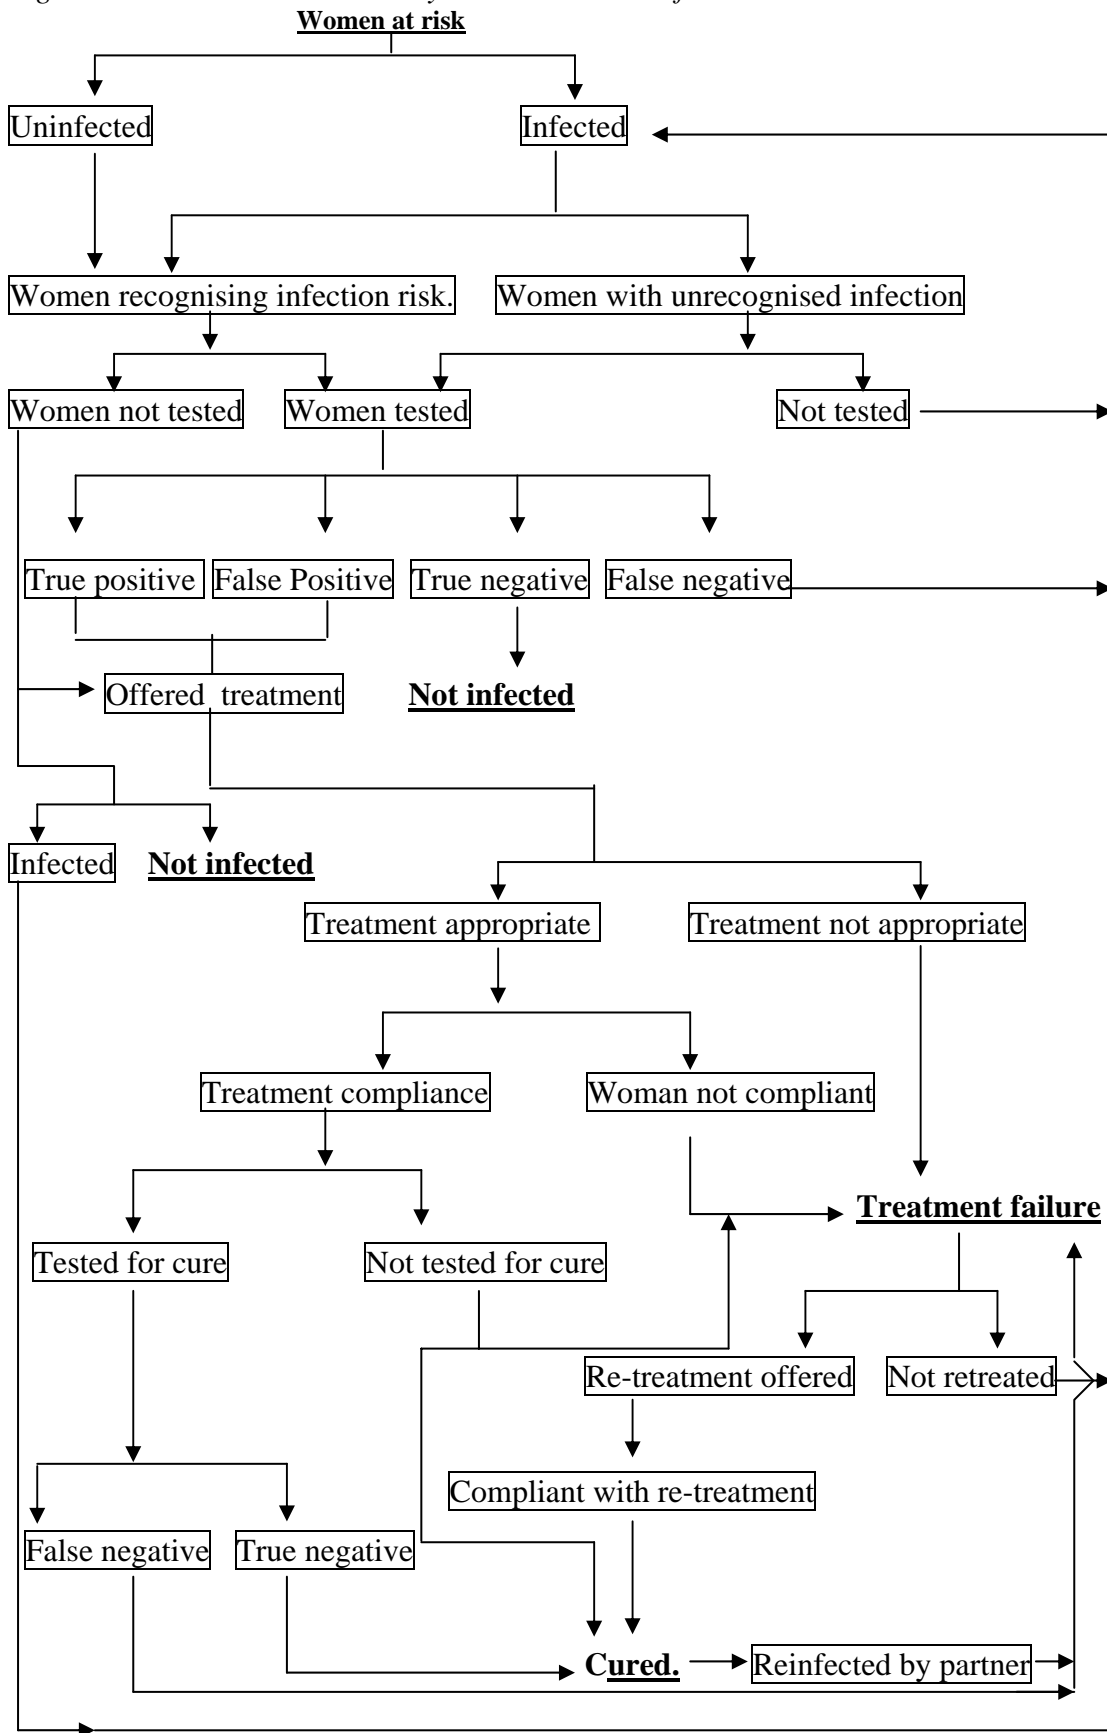 Women at risk
Uninfected
Infected
Women recognising infection risk.
Women with unrecognised infection
Women not tested
Women tested
Not tested
True positive
False Positive
True negative
False negative
Offered treatment
Not infected
Infected
Not infected
Treatment appropriate
Treatment not appropriate
Treatment compliance
Woman not compliant
Treatment failure
Tested for cure
Not tested for cure
Re-treatment offered
Not retreated
Compliant with re-treatment
False negative
True negative
Cured.
Reinfected by partner